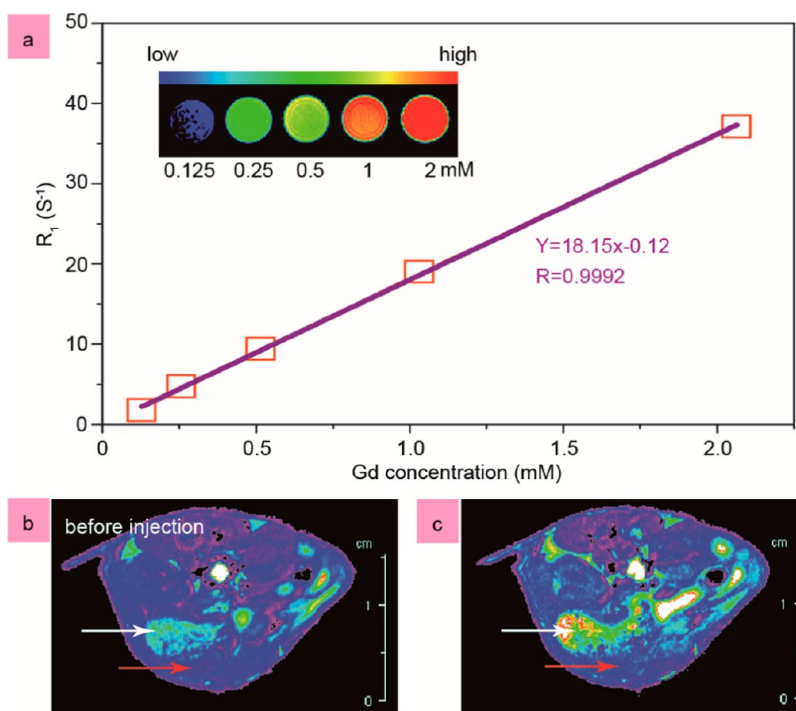 a
50
40
30
20
10
0
R₁ (S⁻¹)
low high
0.125 0.25 0.5 1 2 mM
Y=18.15x-0.12
R=0.9992
0 0.5 1.0 1.5 2.0
Gd concentration (mM)
b
before injection
cm
1
0
c
cm
1
0